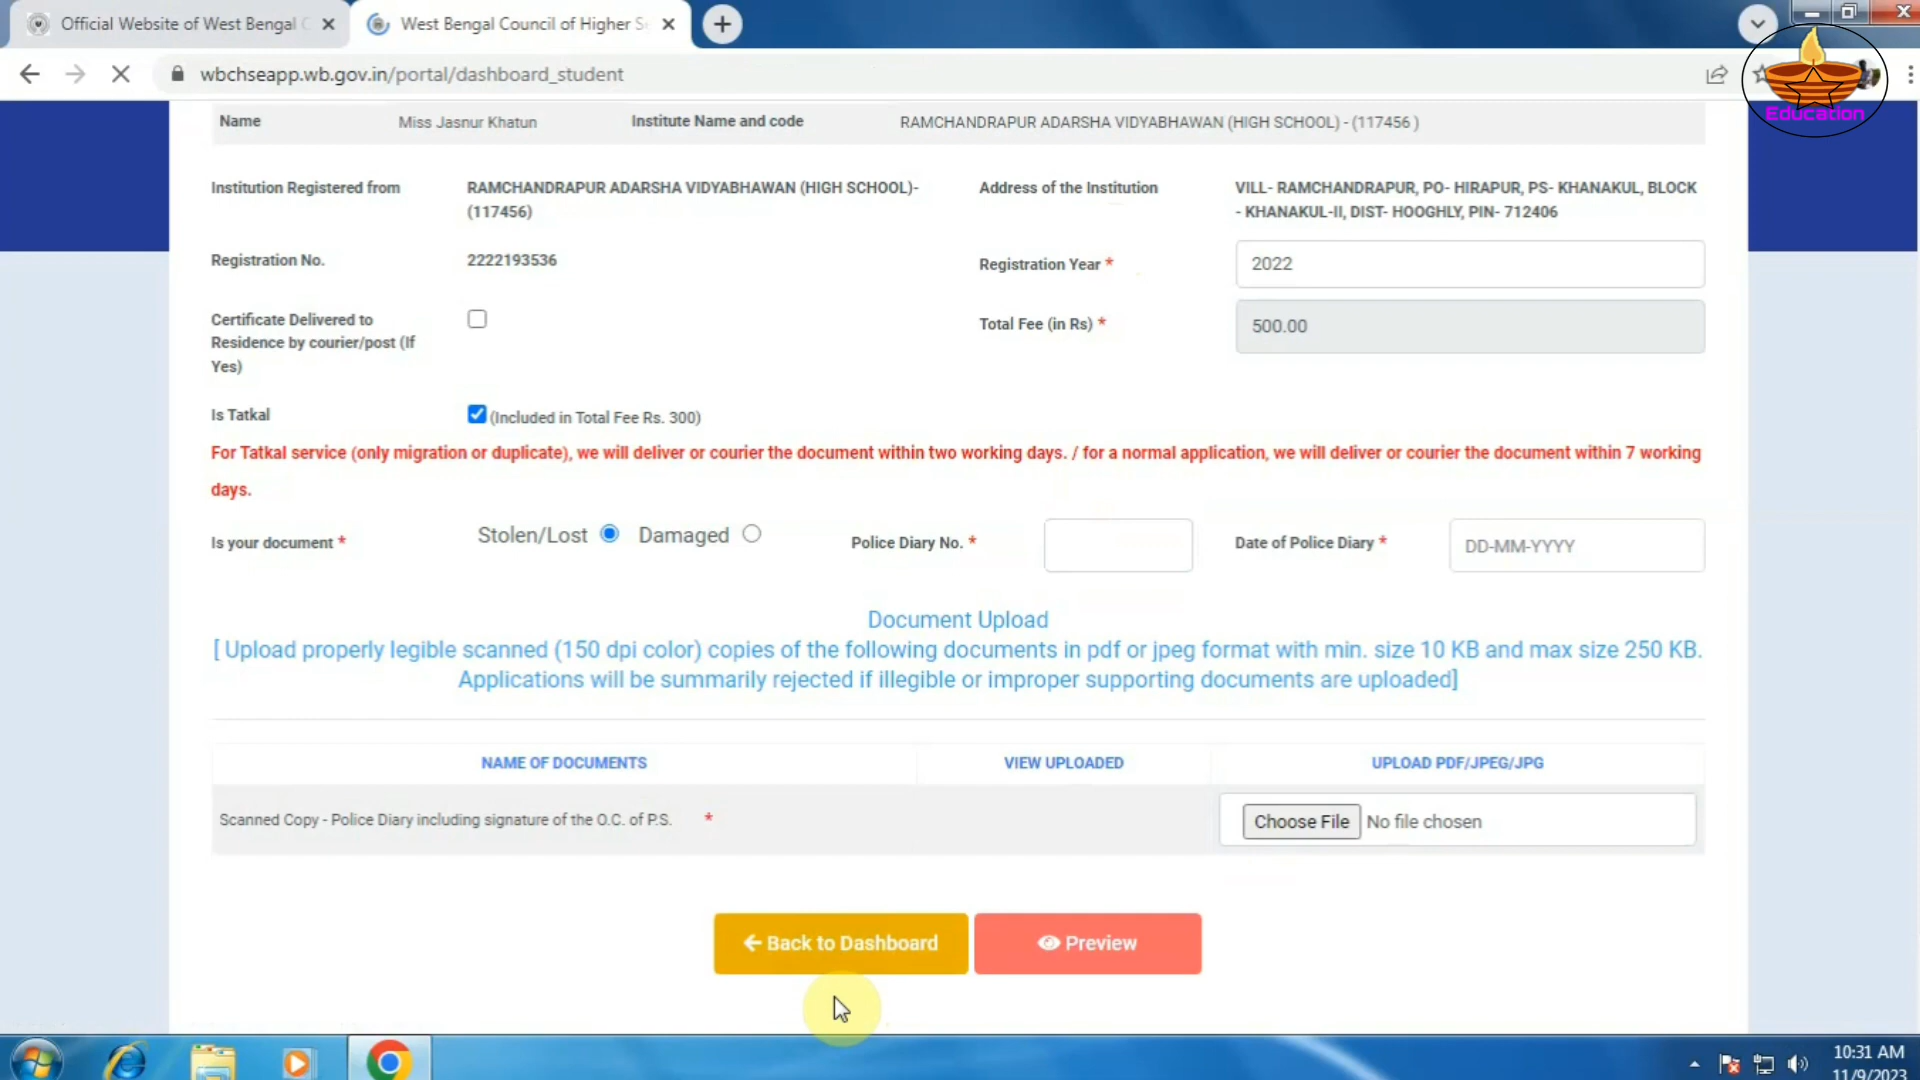 Official Website of West Bengal C
West Bengal Council of Higher Se
wbchseapp.wb.gov.in/portal/dashboard_student
Education
Name Miss Jasnur Khatun Institute Name and code RAMCHANDRAPUR ADARSHA VIDYABHAWAN (HIGH SCHOOL) - (117456 )
Institution Registered from RAMCHANDRAPUR ADARSHA VIDYABHAWAN (HIGH SCHOOL)- Address of the Institution VILL- RAMCHANDRAPUR, PO- HIRAPUR, PS- KHANAKUL, BLOCK
(117456) - KHANAKUL-II, DIST- HOOGHLY, PIN- 712406
Registration No. 2222193536 Registration Year * 2022
Certificate Delivered to Total Fee (in Rs) * 500.00
Residence by courier/post (If
Yes)
Is Tatkal (Included in Total Fee Rs. 300)
For Tatkal service (only migration or duplicate), we will deliver or courier the document within two working days. / for a normal application, we will deliver or courier the document within 7 working
days.
Is your document * Stolen/Lost Damaged Police Diary No. * Date of Police Diary * DD-MM-YYYY
Document Upload
[ Upload properly legible scanned (150 dpi color) copies of the following documents in pdf or jpeg format with min. size 10 KB and max size 250 KB.
Applications will be summarily rejected if illegible or improper supporting documents are uploaded]
NAME OF DOCUMENTS VIEW UPLOADED UPLOAD PDF/JPEG/JPG
Scanned Copy - Police Diary including signature of the O.C. of P.S. * Choose File No file chosen
Back to Dashboard Preview
10:31 AM
11/9/2023